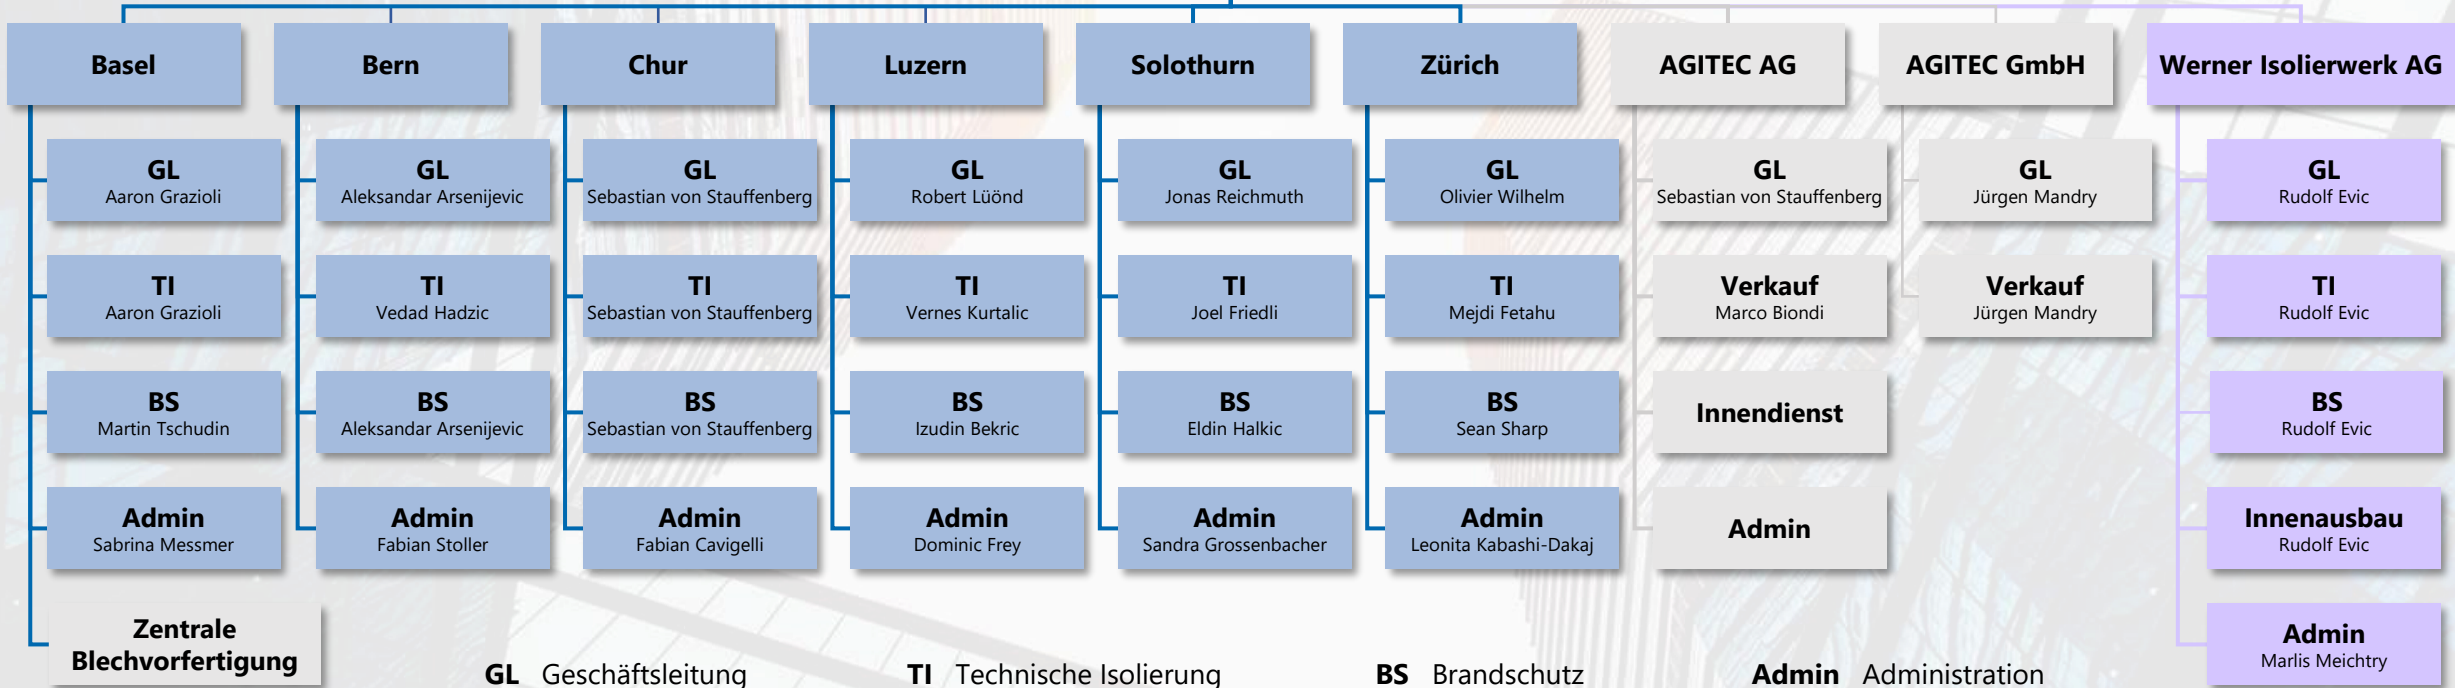 Basel
Bern
Chur
Luzern
Solothurn
Zürich
AGITEC AG
AGITEC GmbH
Werner Isolierwerk AG
GL
Aaron Grazioli
GL
Aleksandar Arsenijevic
GL
Sebastian von Stauffenberg
GL
Robert Lüönd
GL
Jonas Reichmuth
GL
Olivier Wilhelm
GL
Sebastian von Stauffenberg
GL
Jürgen Mandry
GL
Rudolf Evic
TI
Aaron Grazioli
TI
Vedad Hadzic
TI
Sebastian von Stauffenberg
TI
Vernes Kurtalic
TI
Joel Friedli
TI
Mejdi Fetahu
Verkauf
Marco Biondi
Verkauf
Jürgen Mandry
TI
Rudolf Evic
BS
Martin Tschudin
BS
Aleksandar Arsenijevic
BS
Sebastian von Stauffenberg
BS
Izudin Bekric
BS
Eldin Halkic
BS
Sean Sharp
Innendienst
BS
Rudolf Evic
Admin
Sabrina Messmer
Admin
Fabian Stoller
Admin
Fabian Cavigelli
Admin
Dominic Frey
Admin
Sandra Grossenbacher
Admin
Leonita Kabashi-Dakaj
Admin
Innenausbau
Rudolf Evic
Zentrale
Blechvorfertigung
Admin
Marlis Meichtry
GL Geschäftsleitung
TI Technische Isolierung
BS Brandschutz
Admin Administration